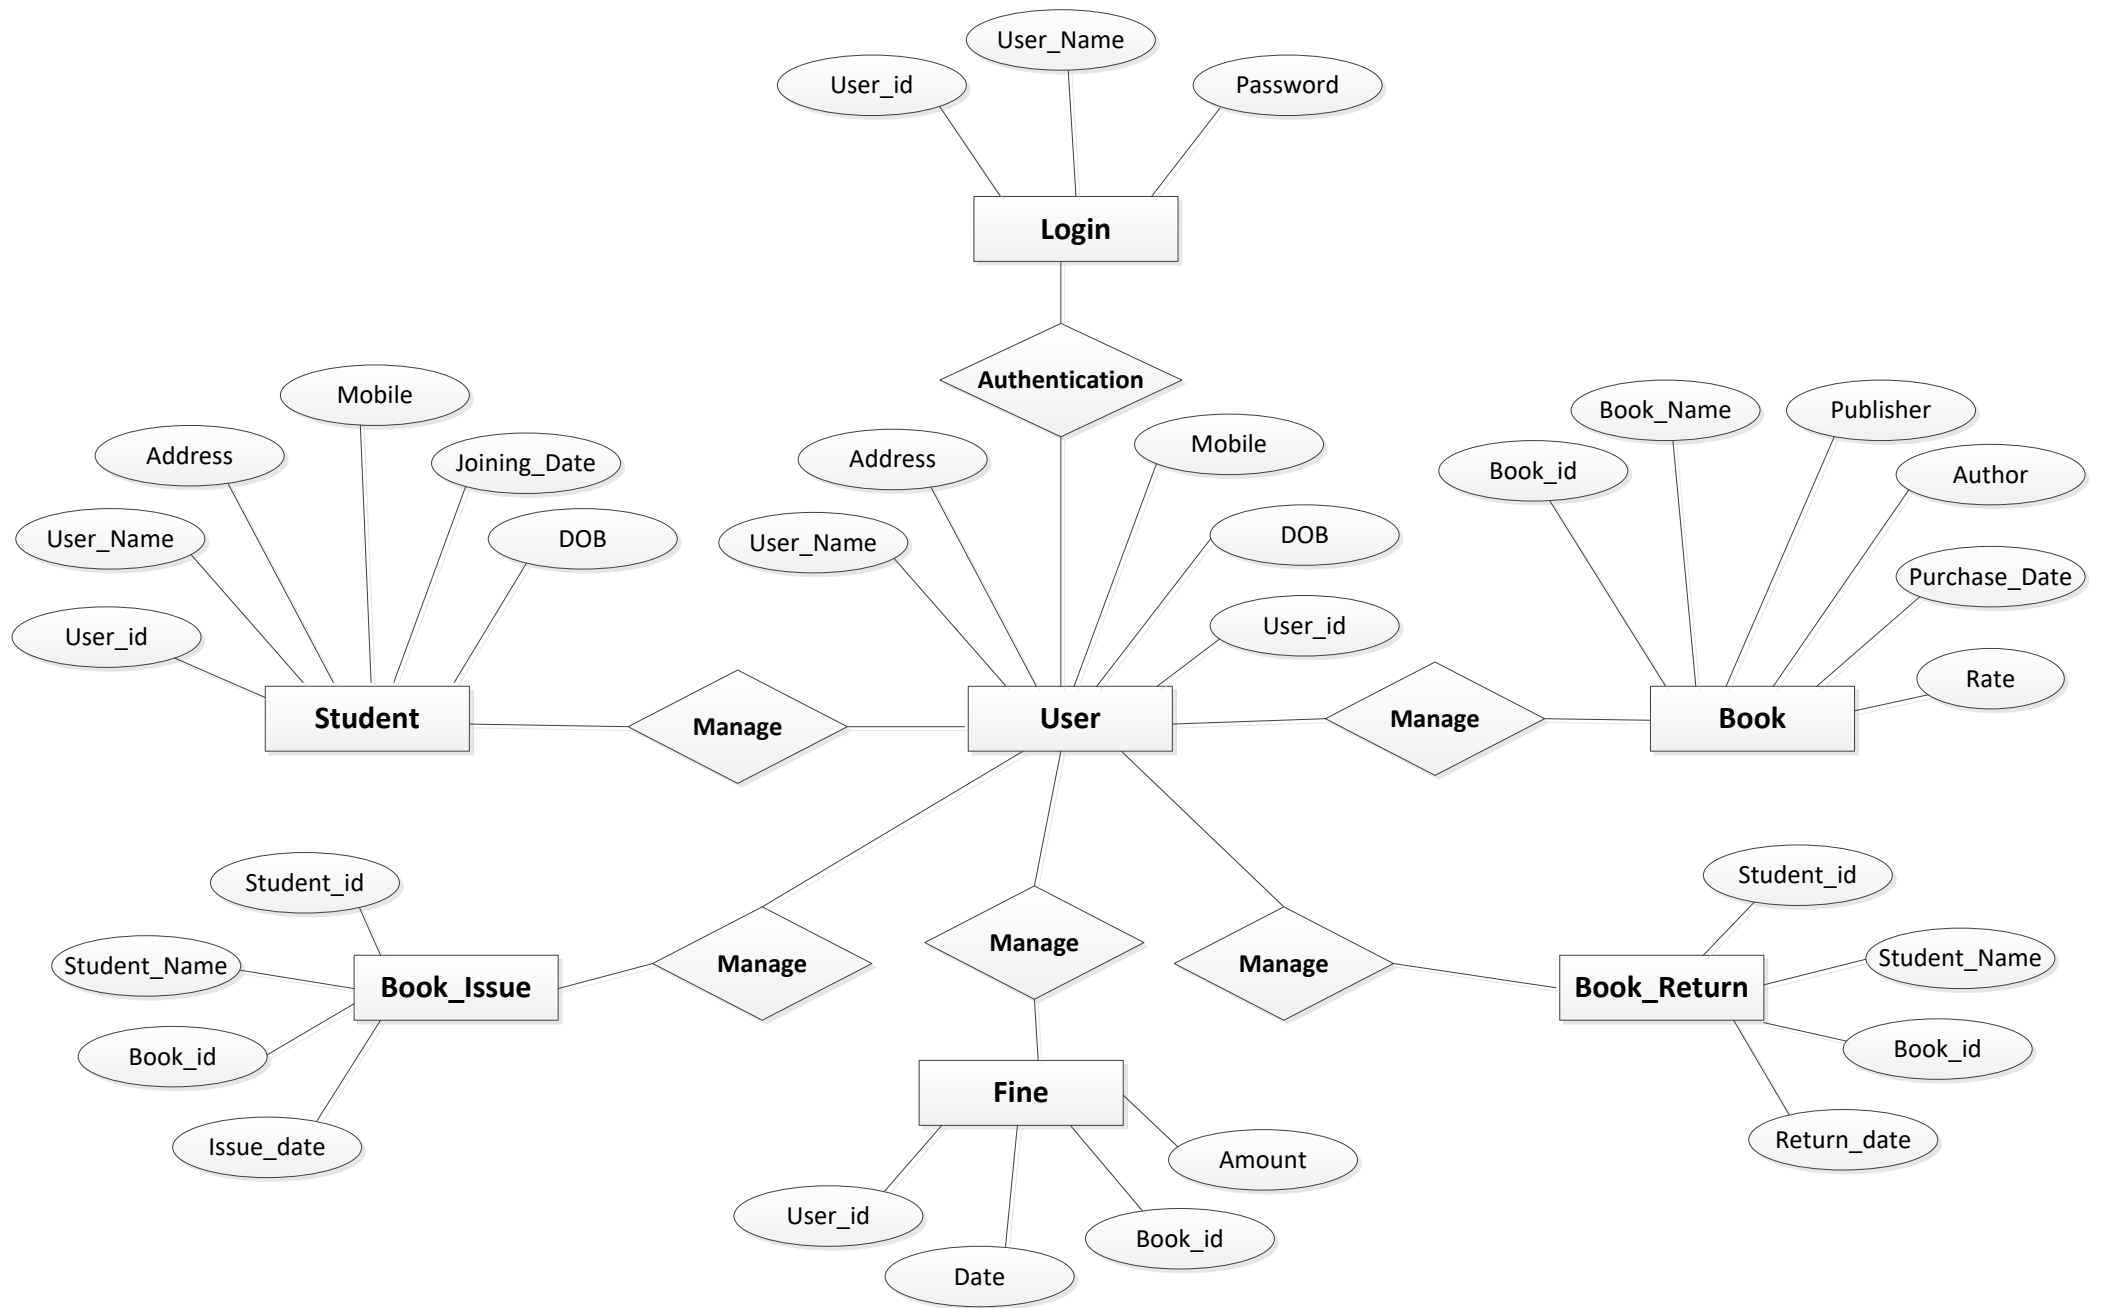 User_Name
User_id
Password
Login
Authentication
Mobile
Address
Joining_Date
User_Name
DOB
User_id
Student
Manage
Mobile
Address
User_Name
DOB
User_id
User
Manage
Book_Name
Publisher
Book_id
Author
Purchase_Date
Rate
Book
Student_id
Student_Name
Book_Issue
Book_id
Issue_date
Manage
Manage
Manage
Fine
Amount
User_id
Book_id
Date
Student_id
Student_Name
Book_Return
Book_id
Return_date